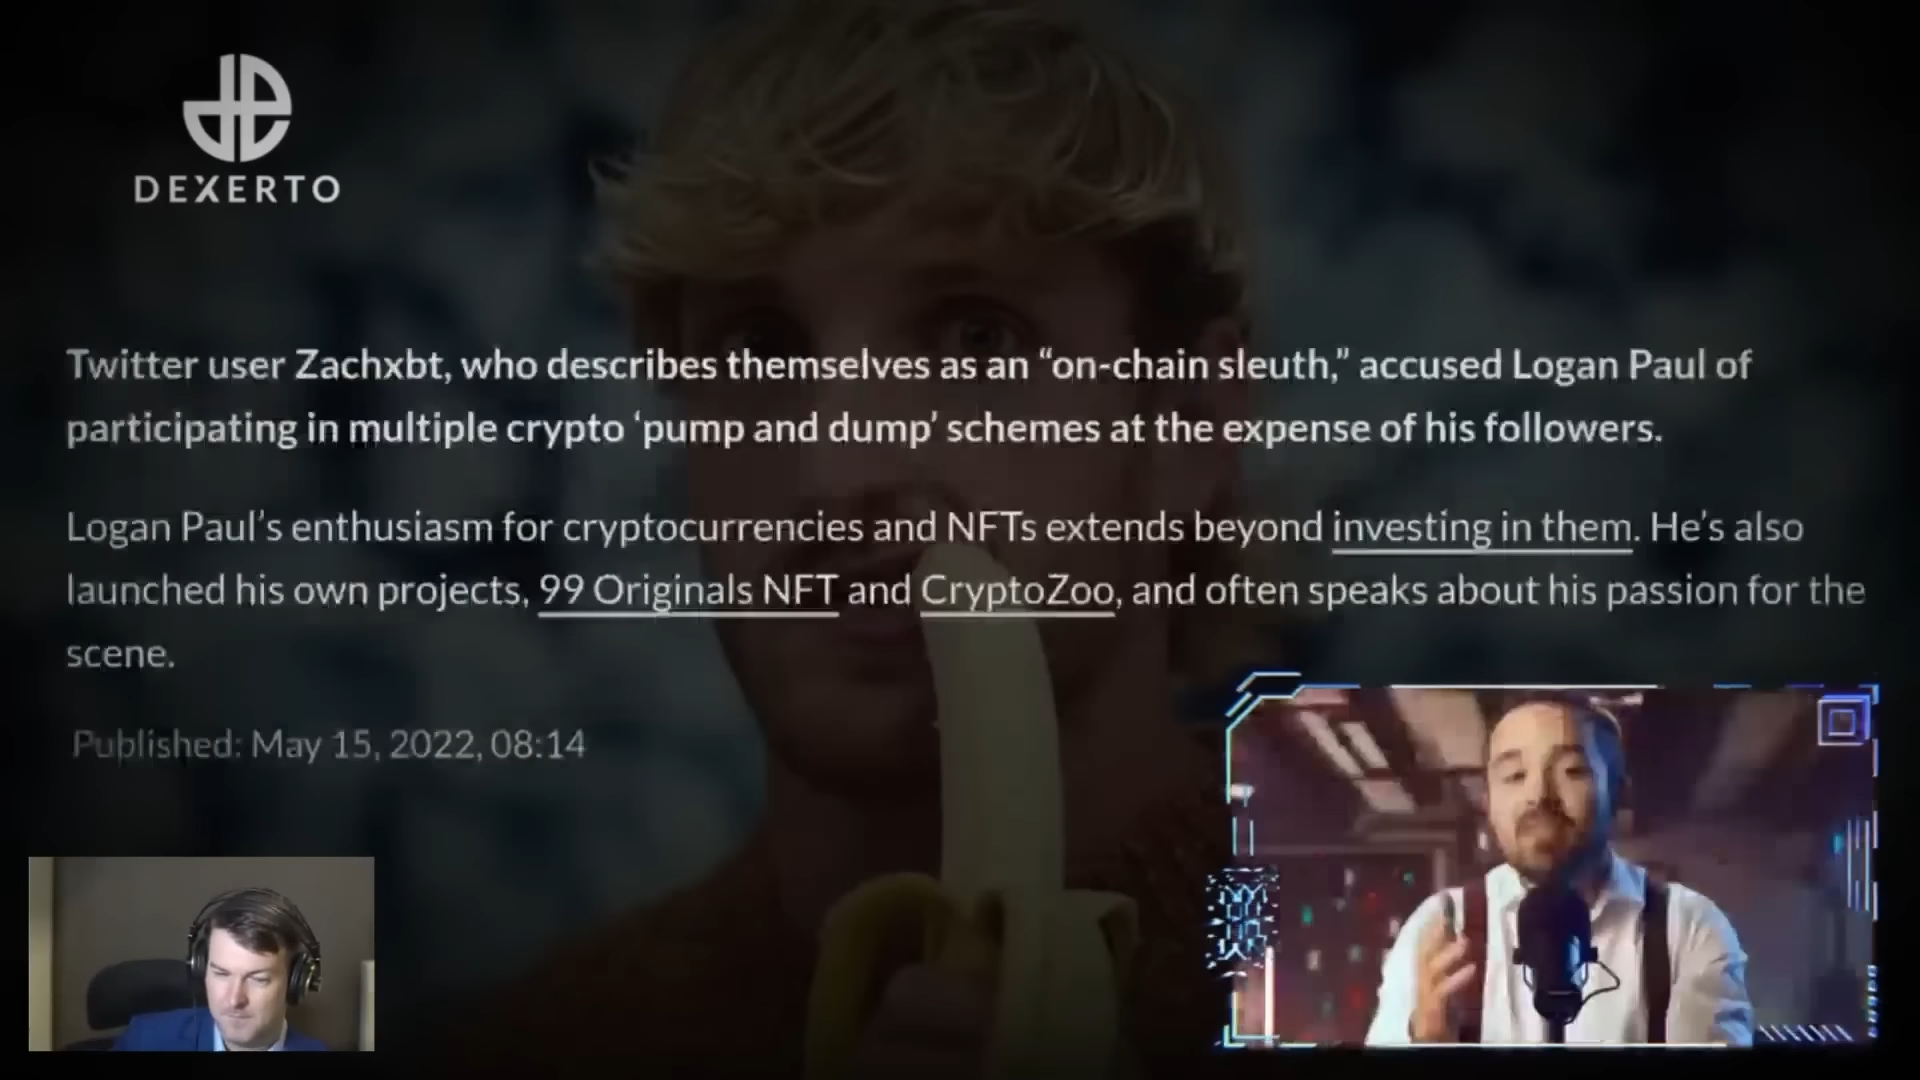 DEXERTO
Twitter user Zachxbt, who describes themselves as an “on-chain sleuth,” accused Logan Paul of
participating in multiple crypto ‘pump and dump’ schemes at the expense of his followers.
Logan Paul’s enthusiasm for cryptocurrencies and NFTs extends beyond investing in them. He’s also
launched his own projects, 99 Originals NFT and CryptoZoo, and often speaks about his passion for the
scene.
Published: May 15, 2022, 08:14